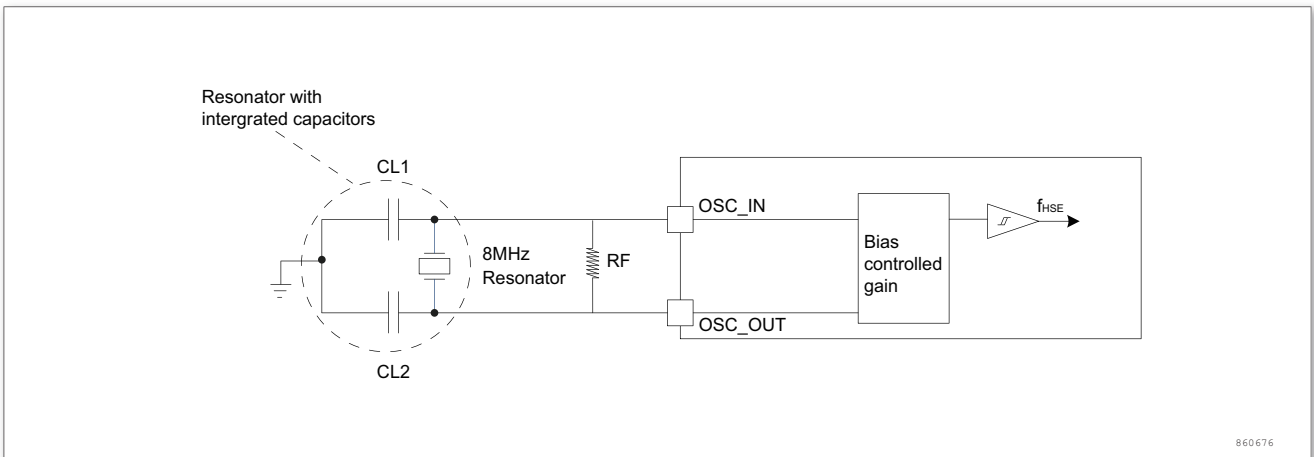 Resonator with
intergrated capacitors
CL1
OSC_IN
fHSE
8MHz
Resonator
RF
Bias
controlled
gain
OSC_OUT
CL2
860676